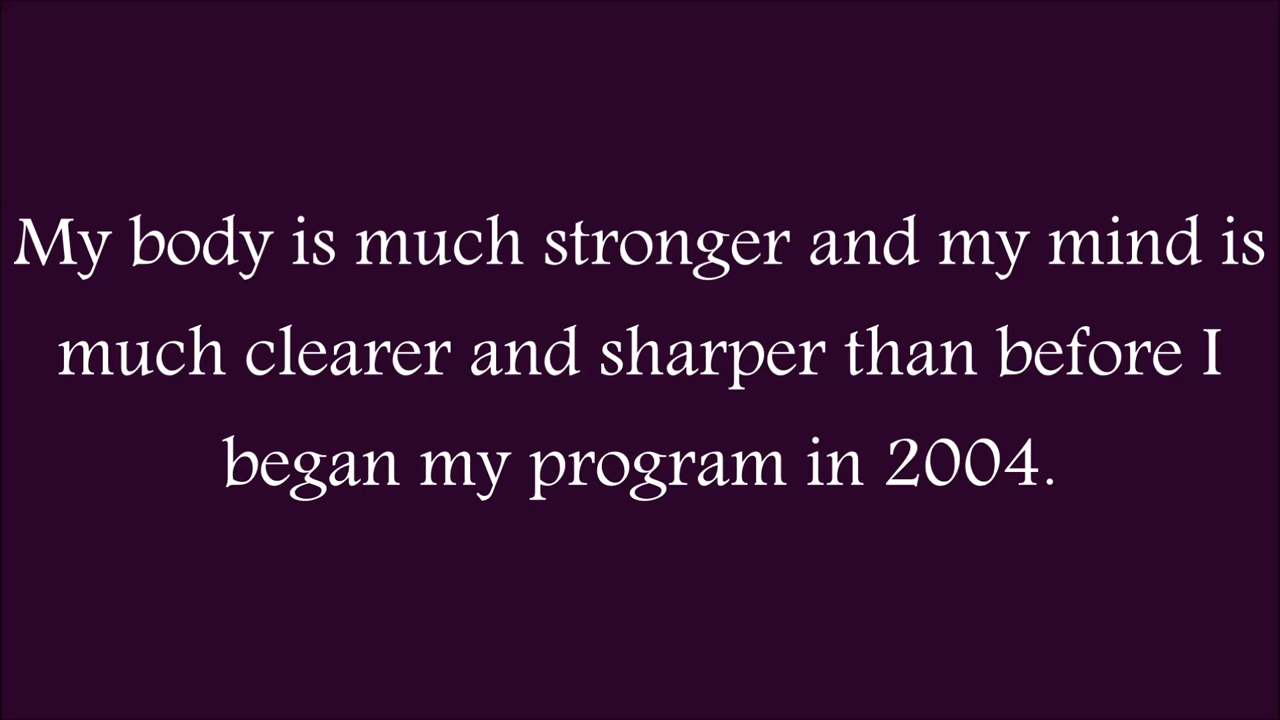 My body is much stronger and my mind is
much clearer and sharper than before I
began my program in 2004.